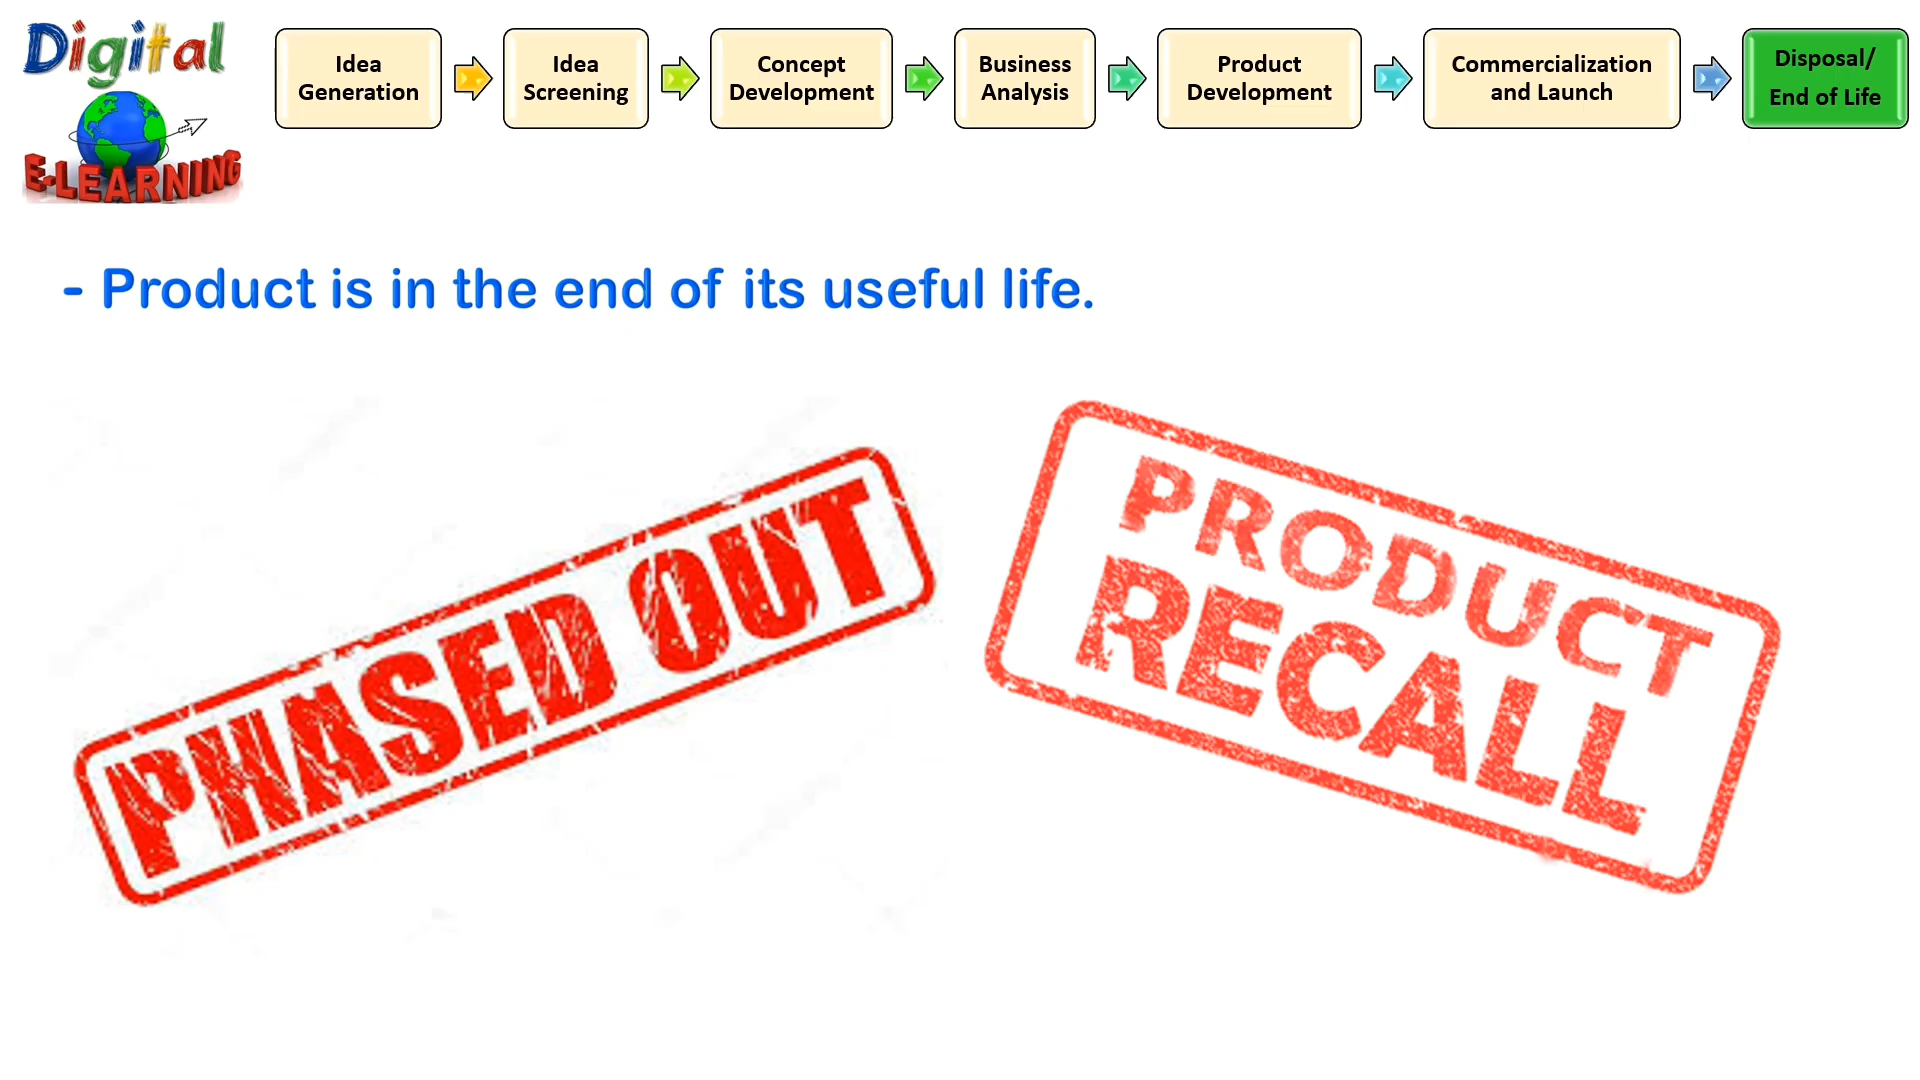 Digital
E-LEARNING
Idea
Generation
Idea
Screening
Concept
Development
Business
Analysis
Product
Development
Commercialization
and Launch
Disposal/
End of Life
- Product is in the end of its useful life.
PHASED OUT
PRODUCT
RECALL